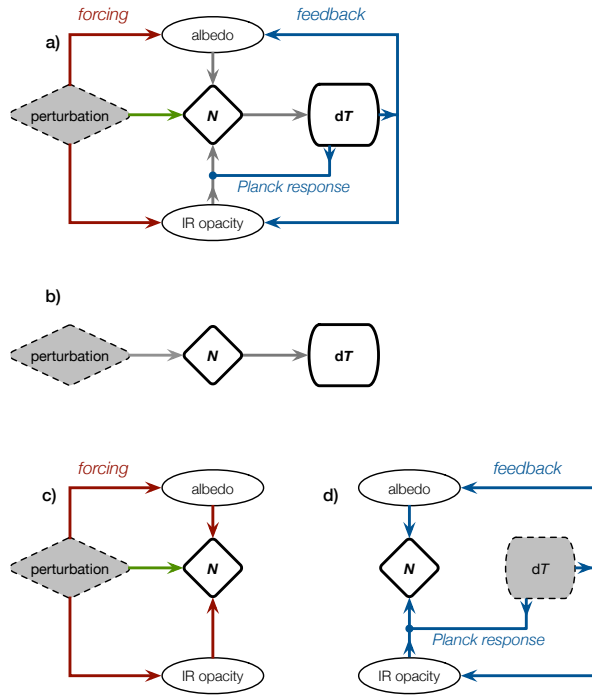 forcing
feedback
a)
albedo
perturbation
N
dT
Planck response
IR opacity
b)
perturbation
N
dT
forcing
feedback
c)
albedo
d)
albedo
perturbation
N
N
dT
Planck response
IR opacity
IR opacity